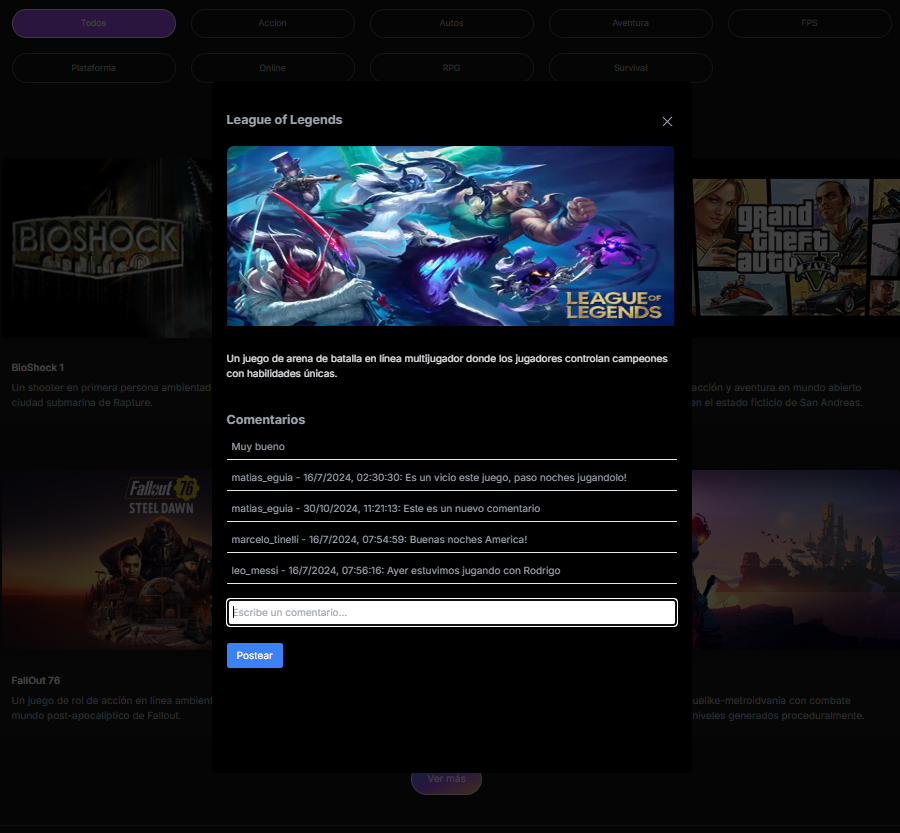 Todos
Accion
Autos
Aventura
FPS
Plataforma
Online
RPG
Survival
League of Legends
LEAGUE OF
LEGENDS
Un juego de arena de batalla en línea multijugador donde los jugadores controlan campeones
con habilidades únicas.
Comentarios
Muy bueno
matias_eguia - 16/7/2024, 02:30:30: Es un vicio este juego, paso noches jugandolo!
matias_eguia - 30/10/2024, 11:21:13: Este es un nuevo comentario
marcelo_tinelli - 16/7/2024, 07:54:59: Buenas noches America!
leo_messi - 16/7/2024, 07:56:16: Ayer estuvimos jugando con Rodrigo
Escribe un comentario...
Postear
BIOSHOCK
BioShock 1
Un shooter en primera persona ambientad
ciudad submarina de Rapture.
grand
theft
auto
FIVE
acción y aventura en mundo abierto
en el estado ficticio de San Andreas.
Fallout 76
STEEL DAWN
FallOut 76
Un juego de rol de acción en línea ambient
mundo post-apocalíptico de Fallout.
uelike-metroidvania con combate
niveles generados proceduralmente.
Ver más